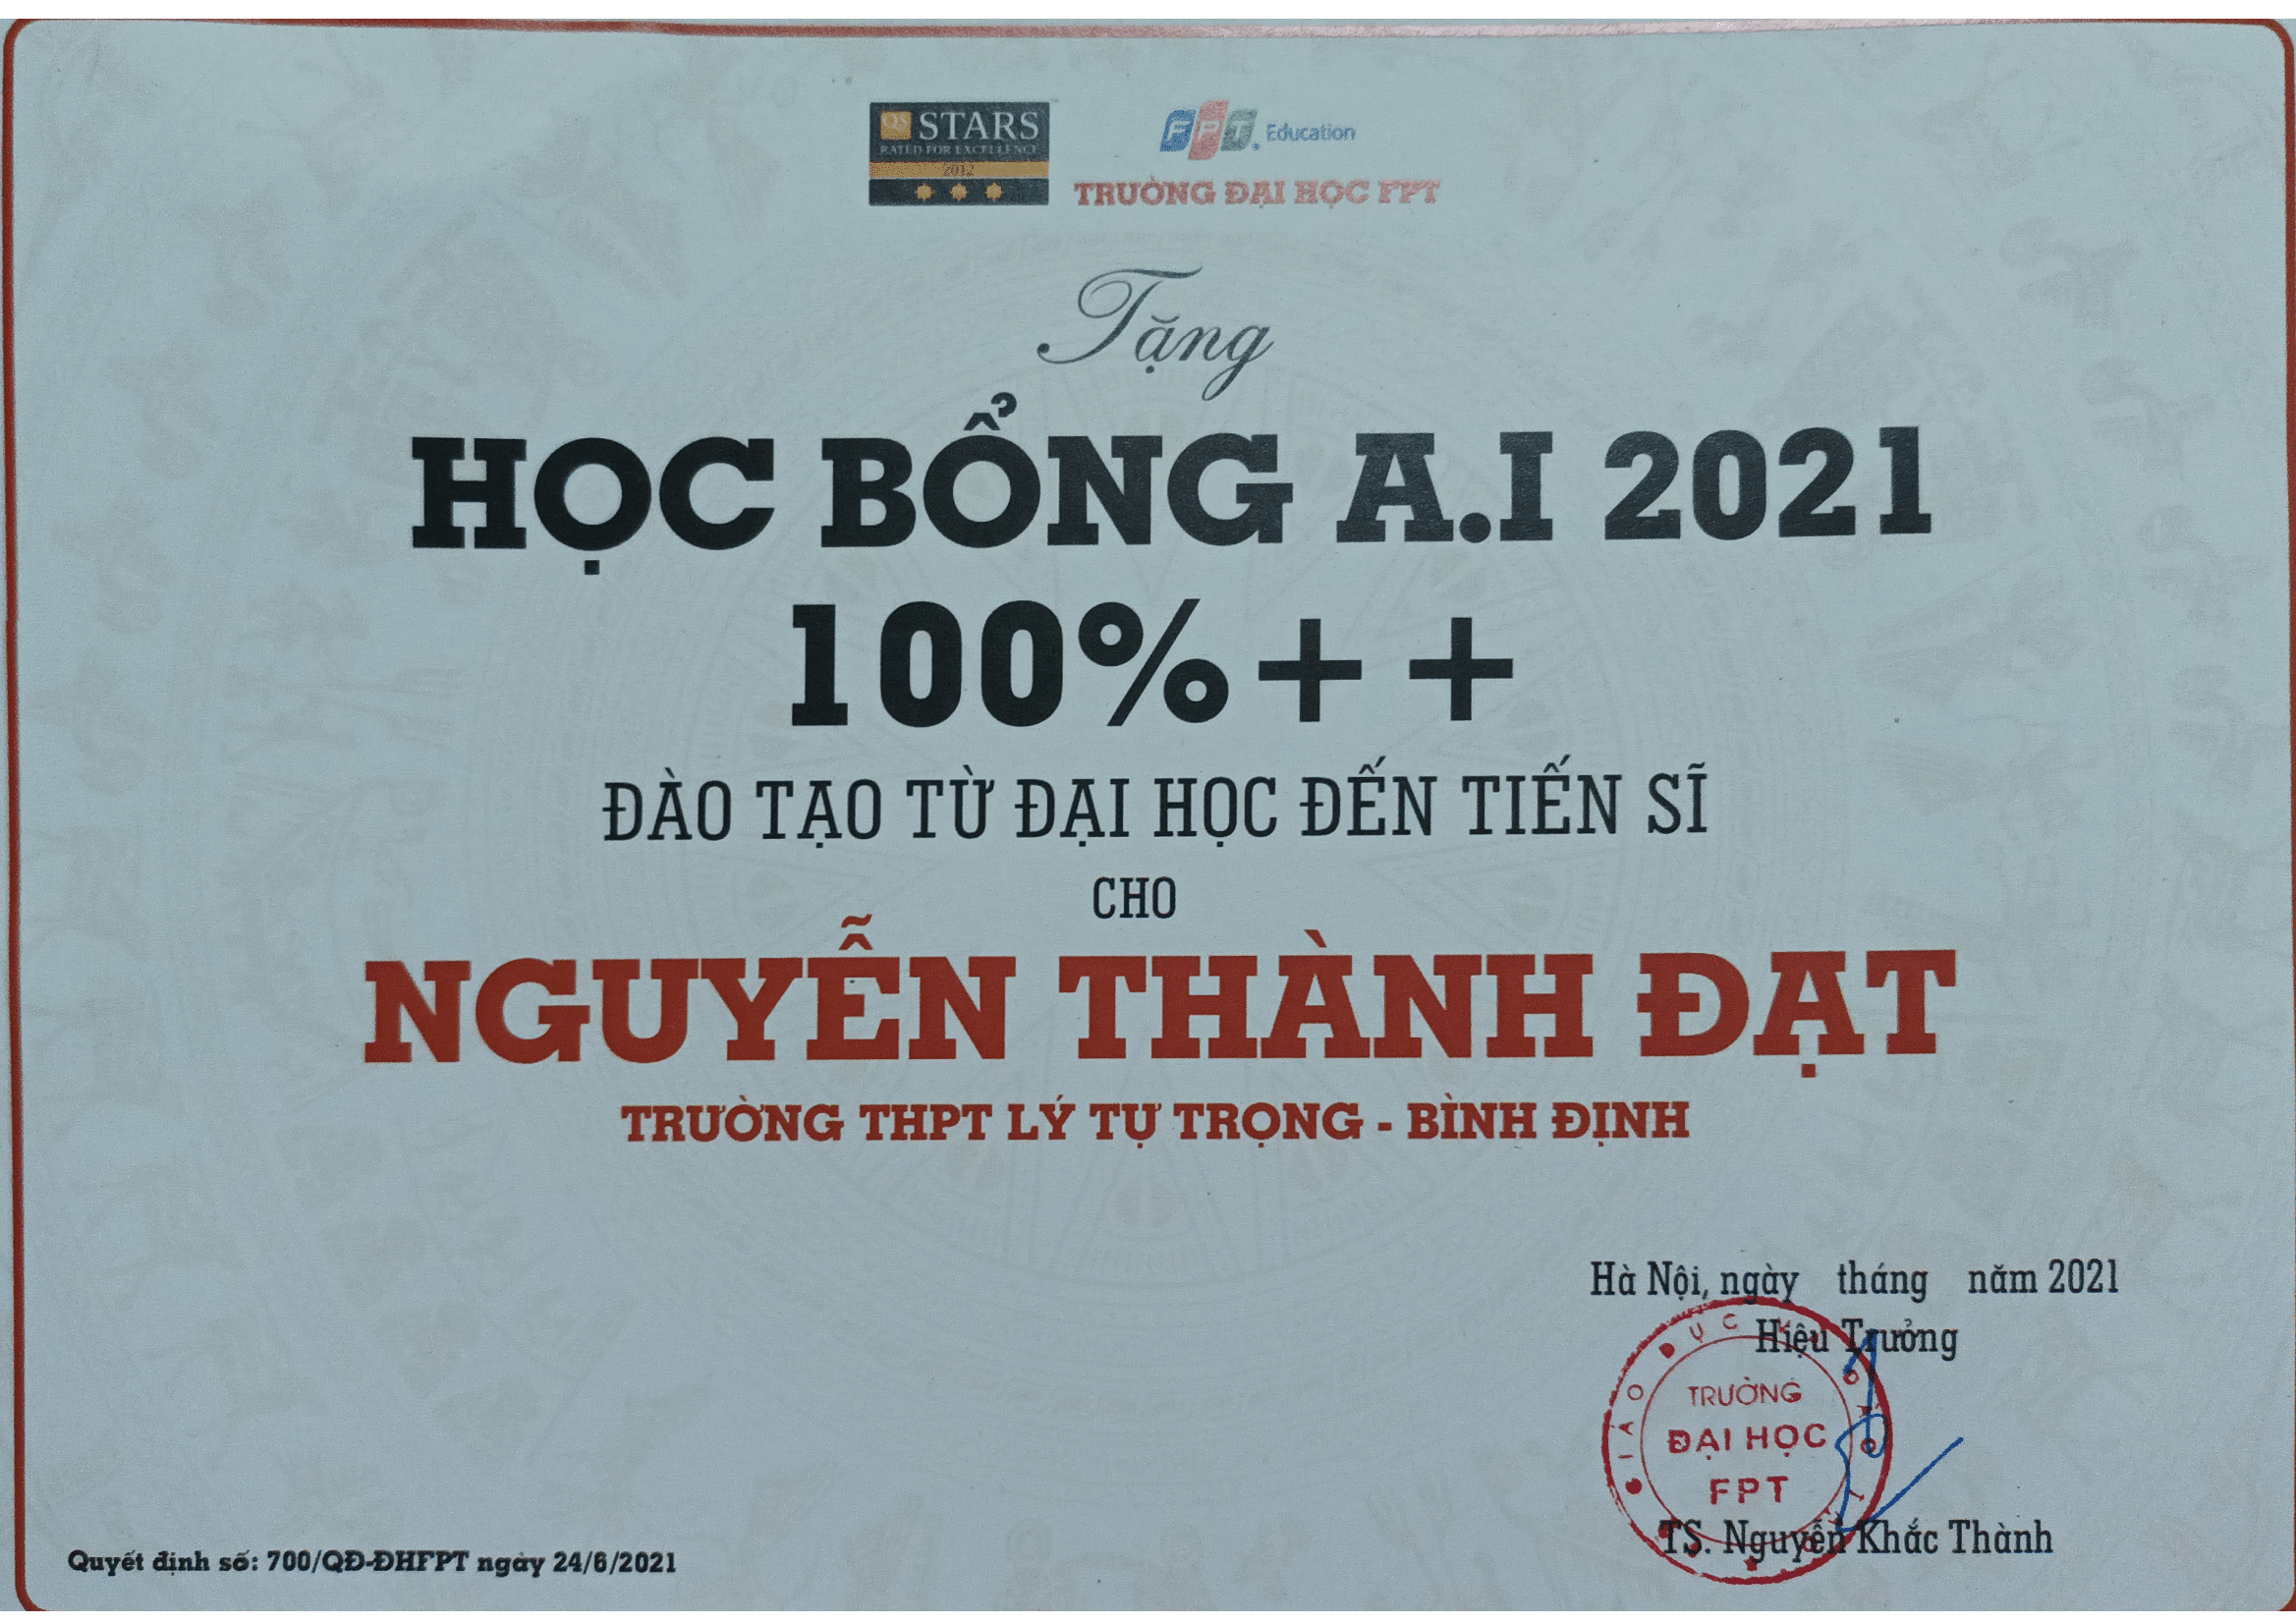 QS STARS
RATED FOR EXCELLENCE
2012
FPT Education
TRƯỜNG ĐẠI HỌC FPT
Tặng
HỌC BỔNG A.I 2021
100%++
ĐÀO TẠO TỪ ĐẠI HỌC ĐẾN TIẾN SĨ
CHO
NGUYỄN THÀNH ĐẠT
TRƯỜNG THPT LÝ TỰ TRỌNG - BÌNH ĐỊNH
Hà Nội, ngày tháng năm 2021
Hiệu Trưởng
GIÁO DỤC
TRƯỜNG
ĐẠI HỌC
FPT
TS. Nguyễn Khắc Thành
Quyết định số: 700/QĐ-ĐHFPT ngày 24/6/2021